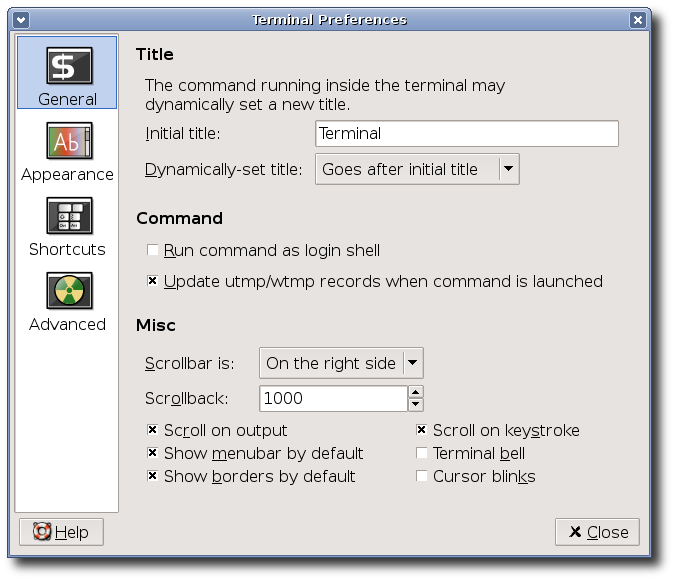 Terminal Preferences
$
General
Ab
Appearance
Shortcuts
Advanced
Title
The command running inside the terminal may
dynamically set a new title.
Initial title: Terminal
Dynamically-set title: Goes after initial title
Command
Run command as login shell
Update utmp/wtmp records when command is launched
Misc
Scrollbar is: On the right side
Scrollback: 1000
Scroll on output Scroll on keystroke
Show menubar by default Terminal bell
Show borders by default Cursor blinks
Help Close